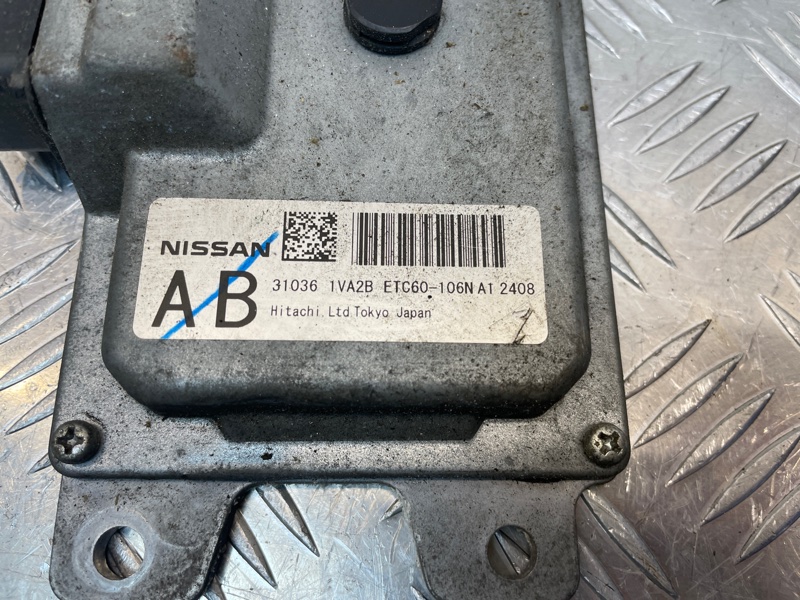 NISSAN
AB
31036 1VA2B ETC60-106N A1 2408
Hitachi Ltd Tokyo Japan